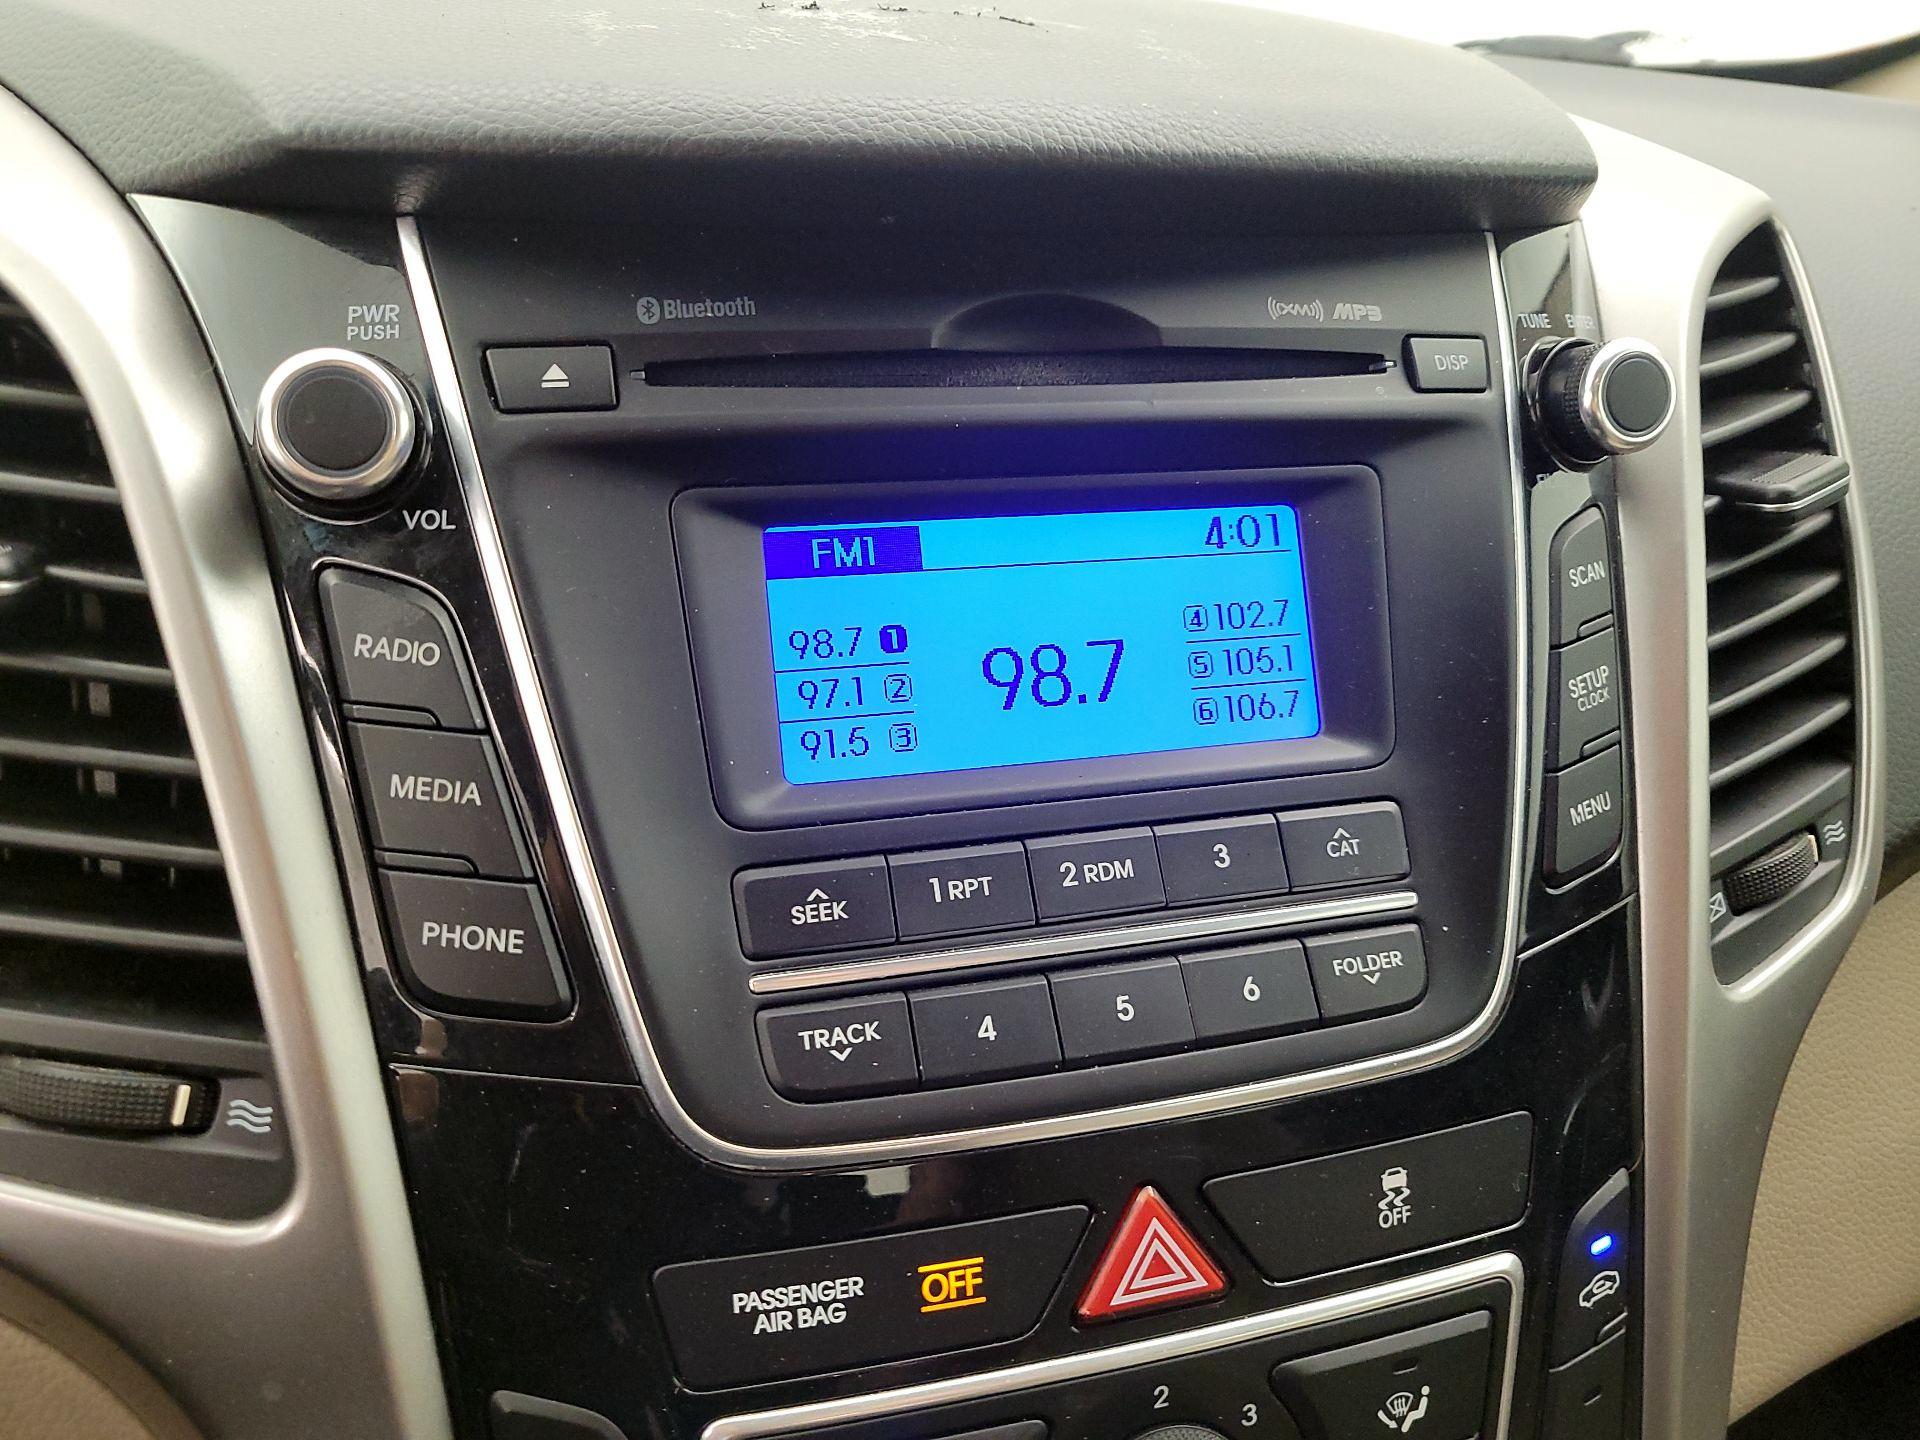 Bluetooth
((XM)) MP3
PWR
PUSH
TUNE
DISP
VOL
FM1
4:01
98.7 1
97.1 2
91.5 3
98.7
4 102.7
5 105.1
6 106.7
RADIO
MEDIA
PHONE
SCAN
SETUP
CLOCK
MENU
SEEK
1 RPT
2 RDM
3
CAT
TRACK
4
5
6
FOLDER
OFF
PASSENGER
AIR BAG
OFF
2
3